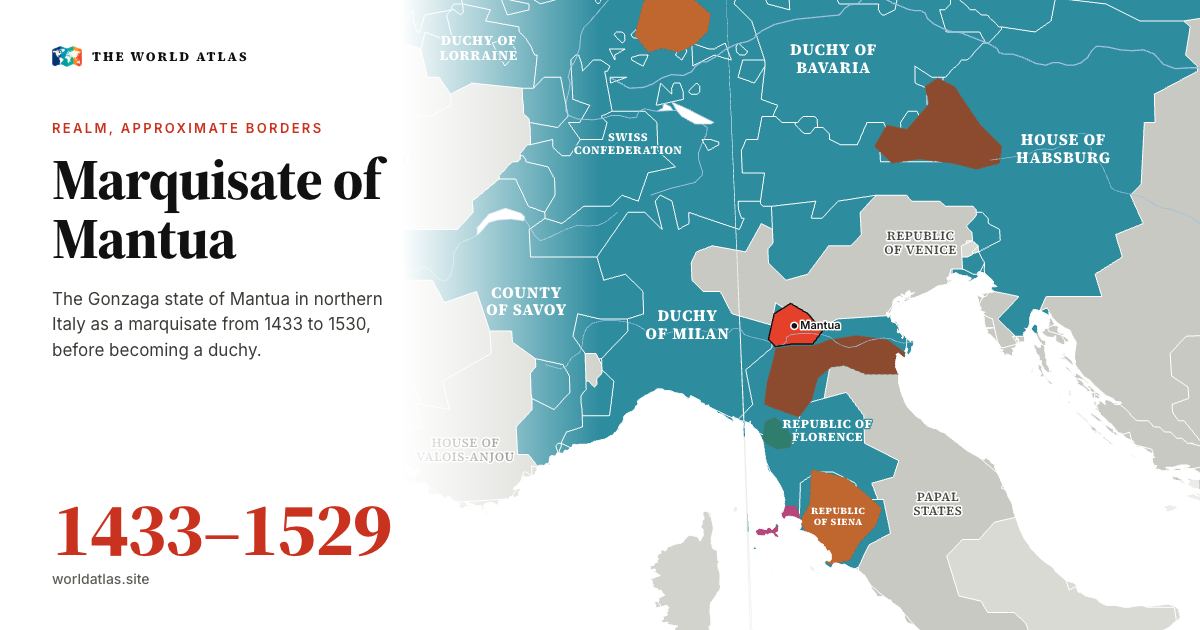 THE WORLD ATLAS
REALM, APPROXIMATE BORDERS
Marquisate of
Mantua
The Gonzaga state of Mantua in northern
Italy as a marquisate from 1433 to 1530,
before becoming a duchy.
1433–1529
worldatlas.site
DUCHY OF
LORRAINE
DUCHY OF
BAVARIA
SWISS
CONFEDERATION
HOUSE OF
HABSBURG
REPUBLIC
OF VENICE
COUNTY
OF SAVOY
DUCHY
OF MILAN
Mantua
REPUBLIC OF
FLORENCE
HOUSE OF
VALOIS-ANJOU
PAPAL
STATES
REPUBLIC
OF SIENA